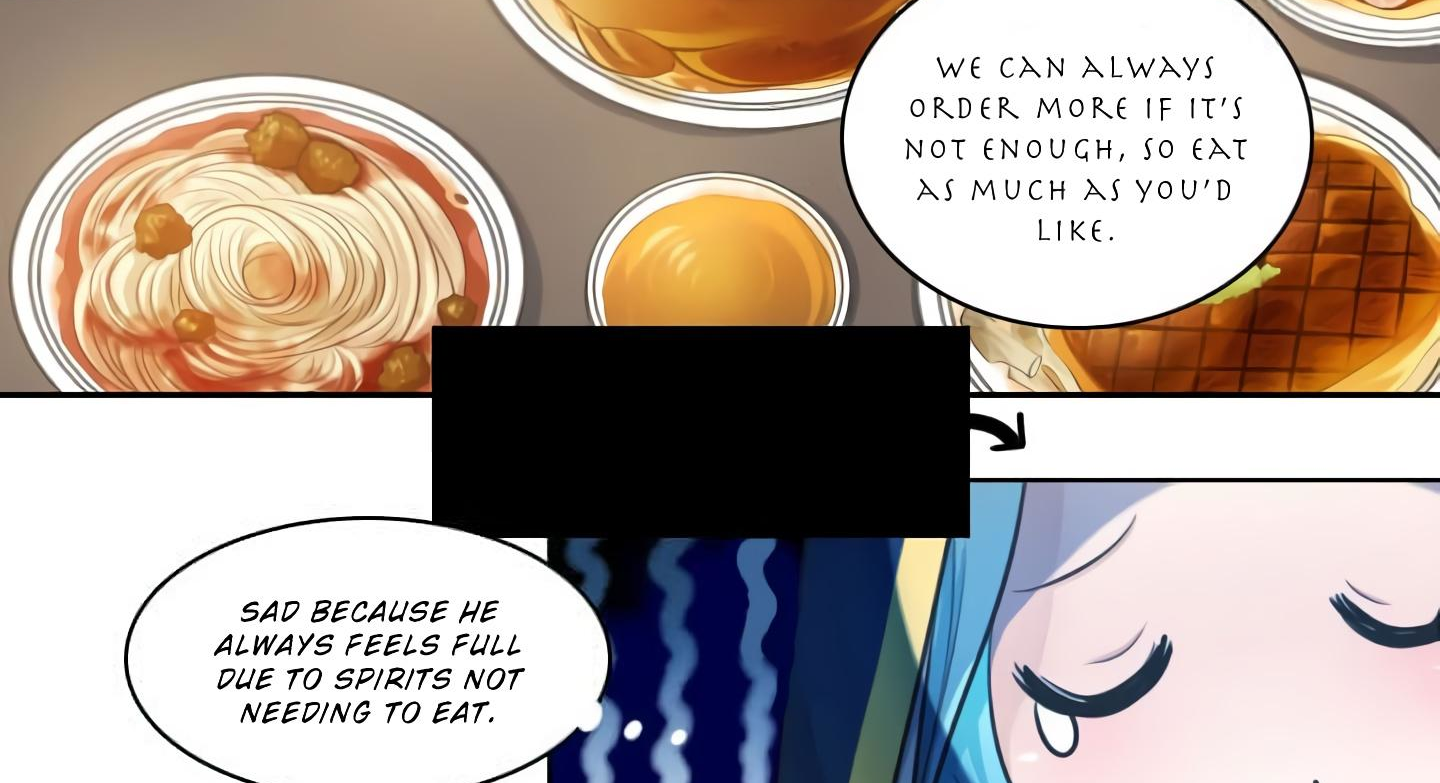 WE CAN ALWAYS
ORDER MORE IF IT'S
NOT ENOUGH, SO EAT
AS MUCH AS YOU'D
LIKE.
SAD BECAUSE HE
ALWAYS FEELS FULL
DUE TO SPIRITS NOT
NEEDING TO EAT.